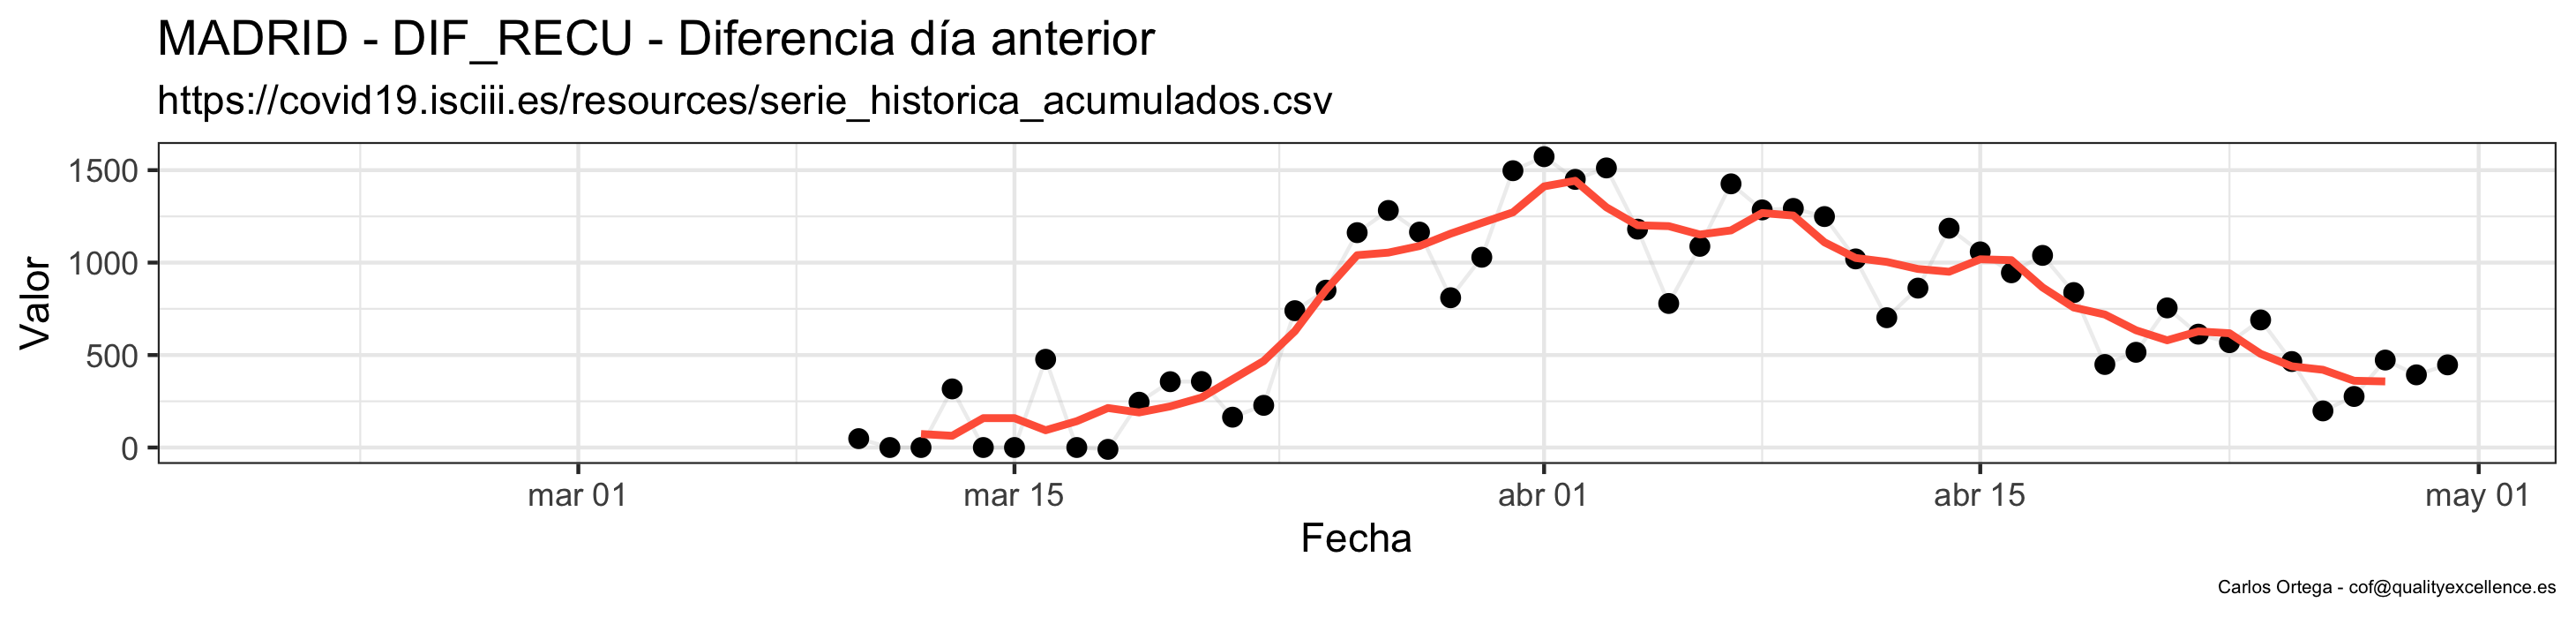 MADRID - DIF_RECU - Diferencia día anterior
https://covid19.isciii.es/resources/serie_historica_acumulados.csv
Valor
1500
1000
500
0
mar 01
mar 15
abr 01
abr 15
may 01
Fecha
Carlos Ortega - cof@qualityexcellence.es